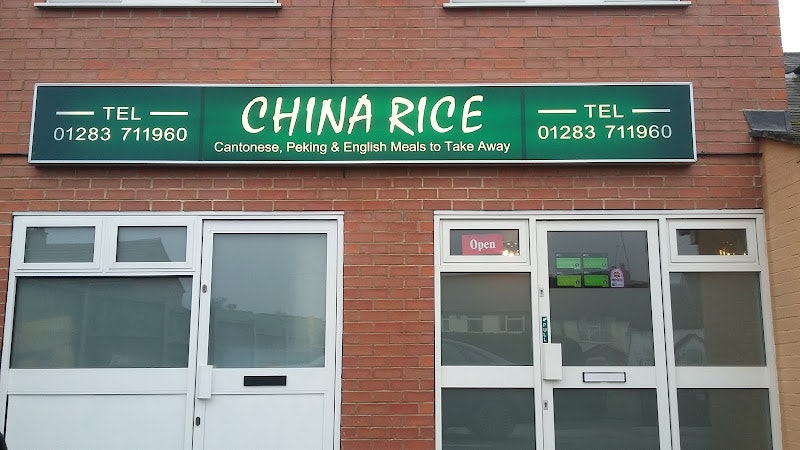 TEL
01283 711960
CHINA RICE
Cantonese, Peking & English Meals to Take Away
TEL
01283 711960
Open